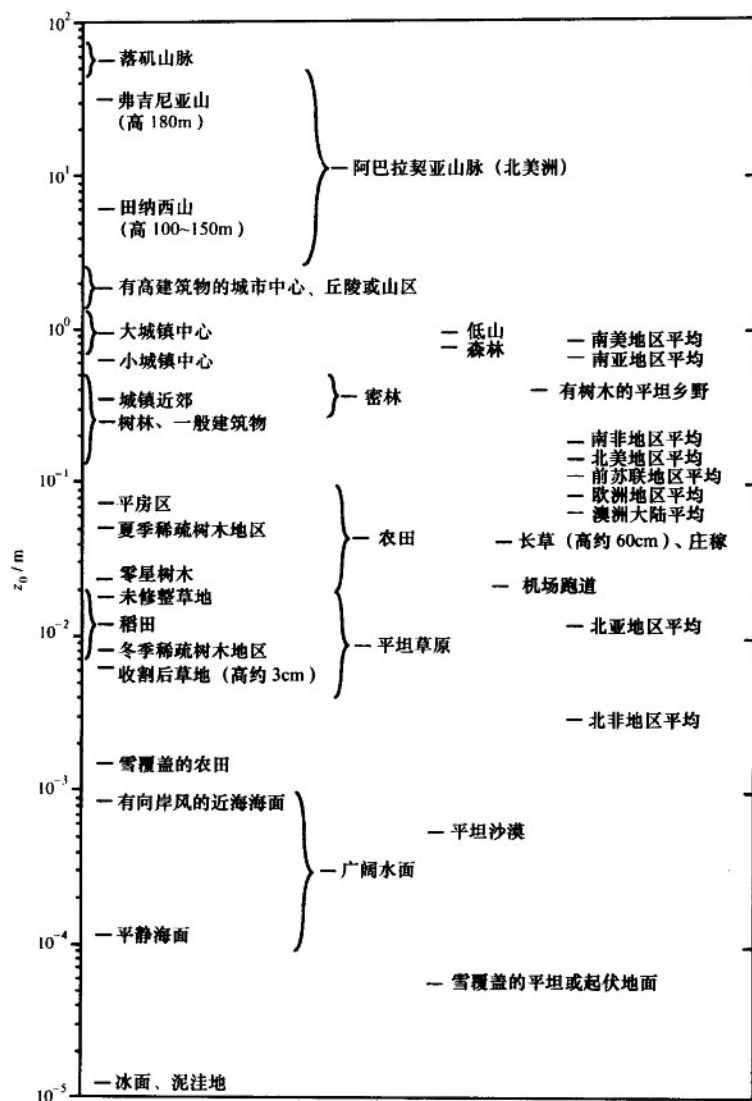 10²
落矶山脉
弗吉尼亚山
(高 180m)
阿巴拉契亚山脉（北美洲）
10¹
田纳西山
(高 100~150m)
有高建筑物的城市中心、丘陵或山区
10⁰
大城镇中心
低山
南美地区平均
森林
小城镇中心
南亚地区平均
城镇近郊
密林
有树木的平坦乡野
树林、一般建筑物
南非地区平均
北美地区平均
10⁻¹
前苏联地区平均
平房区
欧洲地区平均
澳洲大陆平均
夏季稀疏树木地区
农田
长草（高约 60cm）、庄稼
z₀ / m
零星树木
机场跑道
未修整草地
10⁻²
稻田
北亚地区平均
冬季稀疏树木地区
平坦草原
收割后草地（高约 3cm）
北非地区平均
雪覆盖的农田
10⁻³
有向岸风的近海海面
平坦沙漠
广阔水面
平静海面
10⁻⁴
雪覆盖的平坦或起伏地面
冰面、泥洼地
10⁻⁵